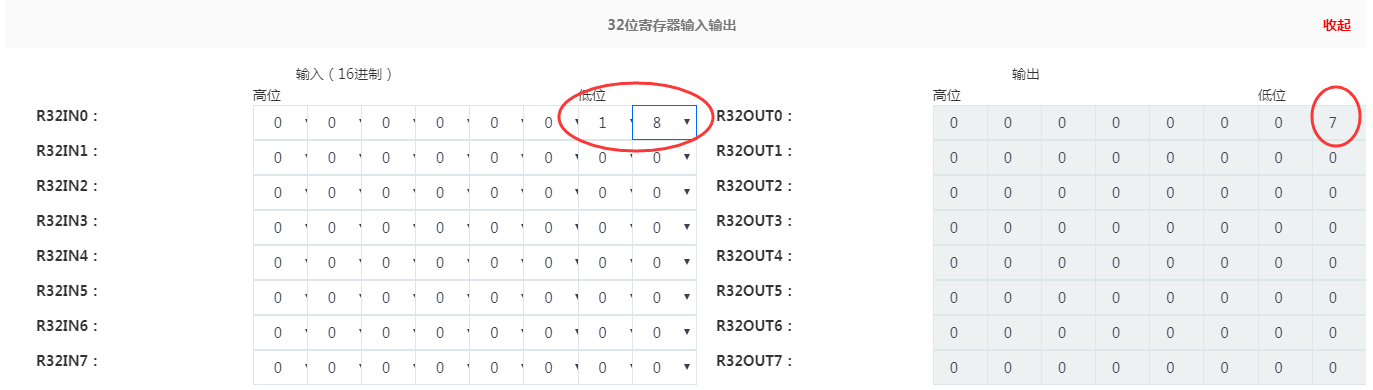 32位寄存器输入输出 收起
输入（16进制） 输出
高位 低位 高位 低位
R32IN0： 0 0 0 0 0 0 1 8 R32OUT0： 0 0 0 0 0 0 0 7
R32IN1： 0 0 0 0 0 0 0 0 R32OUT1： 0 0 0 0 0 0 0 0
R32IN2： 0 0 0 0 0 0 0 0 R32OUT2： 0 0 0 0 0 0 0 0
R32IN3： 0 0 0 0 0 0 0 0 R32OUT3： 0 0 0 0 0 0 0 0
R32IN4： 0 0 0 0 0 0 0 0 R32OUT4： 0 0 0 0 0 0 0 0
R32IN5： 0 0 0 0 0 0 0 0 R32OUT5： 0 0 0 0 0 0 0 0
R32IN6： 0 0 0 0 0 0 0 0 R32OUT6： 0 0 0 0 0 0 0 0
R32IN7： 0 0 0 0 0 0 0 0 R32OUT7： 0 0 0 0 0 0 0 0